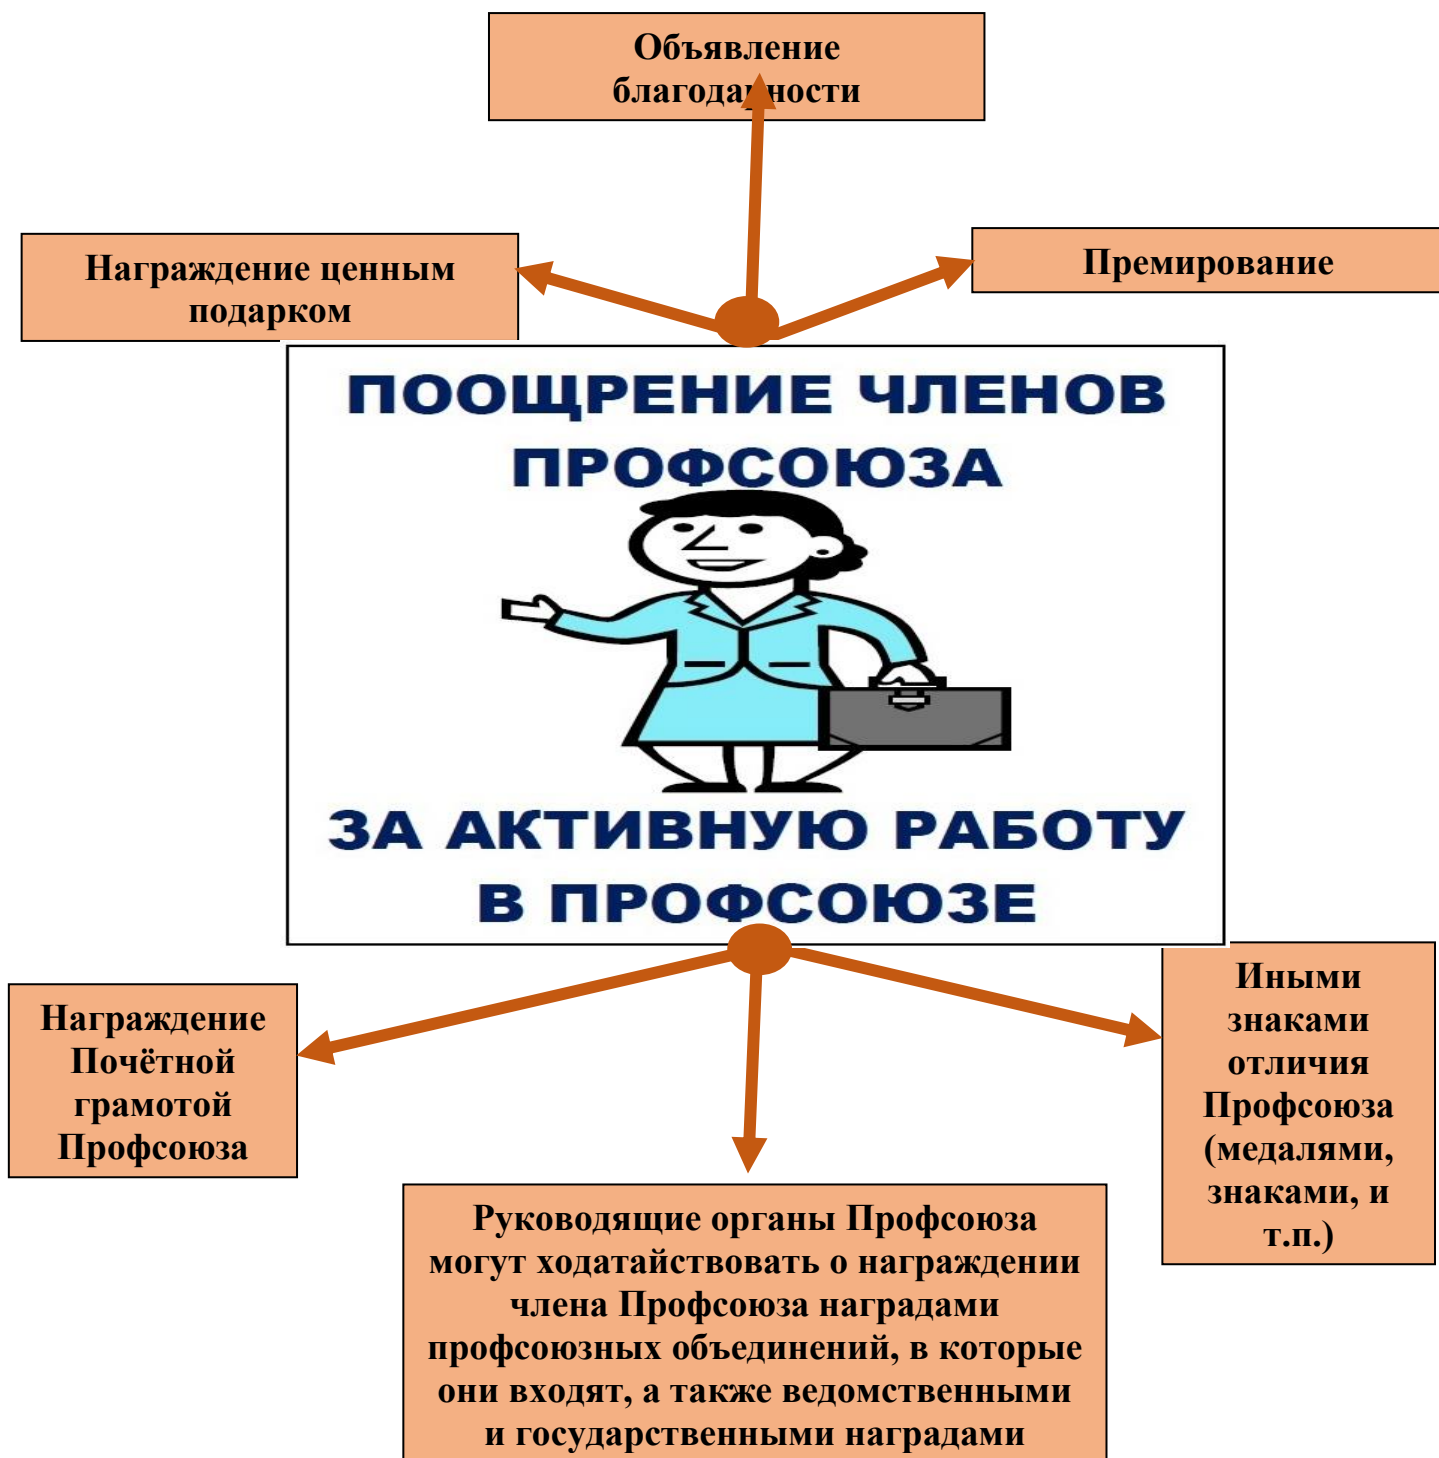 Объявление
благодарности
Награждение ценным
подарком
Премирование
ПООЩРЕНИЕ ЧЛЕНОВ
ПРОФСОЮЗА
ЗА АКТИВНУЮ РАБОТУ
В ПРОФСОЮЗЕ
Награждение
Почётной
грамотой
Профсоюза
Руководящие органы Профсоюза
могут ходатайствовать о награждении
члена Профсоюза наградами
профсоюзных объединений, в которые
они входят, а также ведомственными
и государственными наградами
Иными
знаками
отличия
Профсоюза
(медалями,
знаками, и
т.п.)